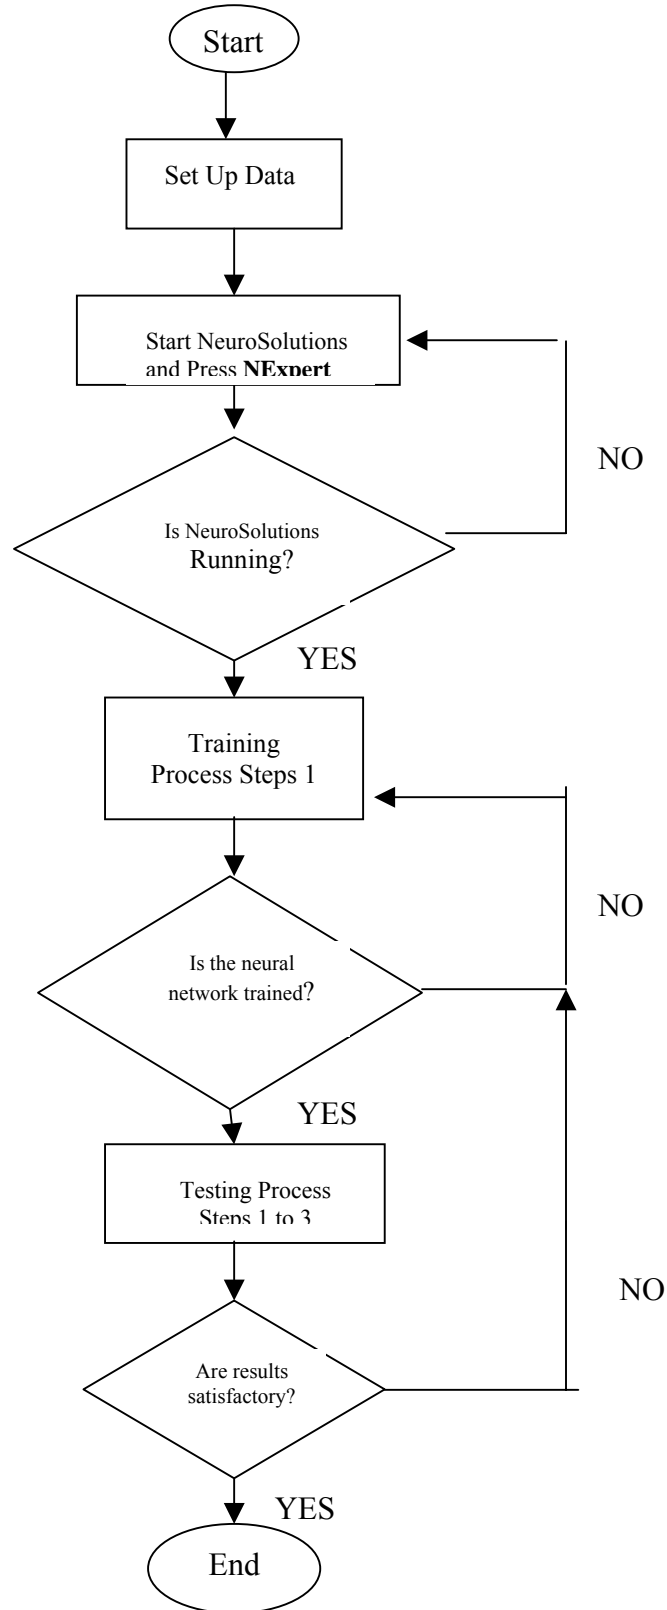 Start
Set Up Data
Start NeuroSolutions
and Press NExpert
NO
Is NeuroSolutions
Running?
YES
Training
Process Steps 1
NO
Is the neural
network trained?
YES
Testing Process
Steps 1 to 3
NO
Are results
satisfactory?
YES
End